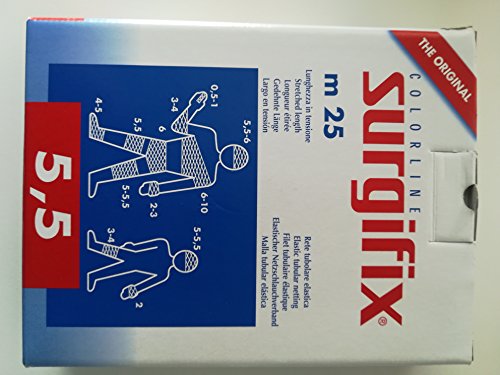 THE ORIGINAL
COLORLINE
surgifix®
m 25
Lunghezza in tensione
Stretched length
Longueur étirée
Gedehnte Länge
Largo en tensión
Rete tubolare elastica
Elastic tubular netting
Filet tubulaire élastique
Elastischer Netzschlauchverband
Malla tubular elástica
0,5-1
3-4
5,5-6
6
5,5
4-5
6-10
2-3
5-5,5
5-5,5
3-4
2
5,5